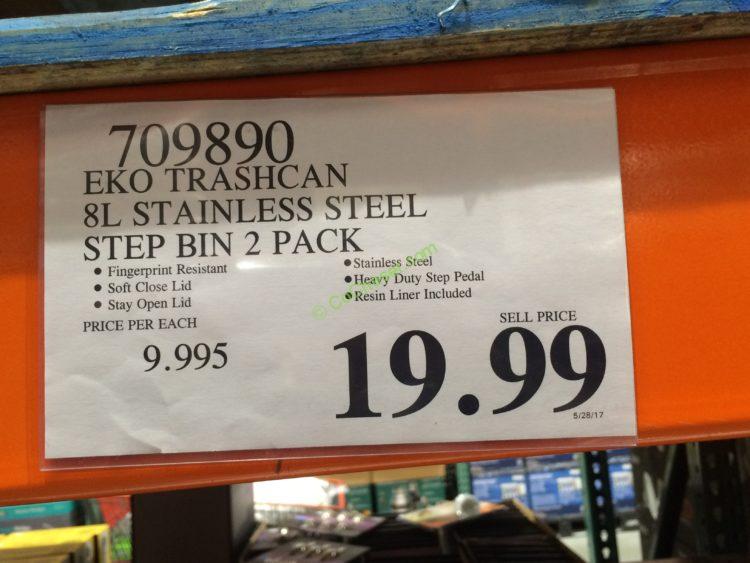 709890
EKO TRASHCAN
8L STAINLESS STEEL
STEP BIN 2 PACK
• Fingerprint Resistant
• Soft Close Lid
• Stay Open Lid
• Stainless Steel
• Heavy Duty Step Pedal
• Resin Liner Included
PRICE PER EACH
9.995
SELL PRICE
19.99
5/28/17